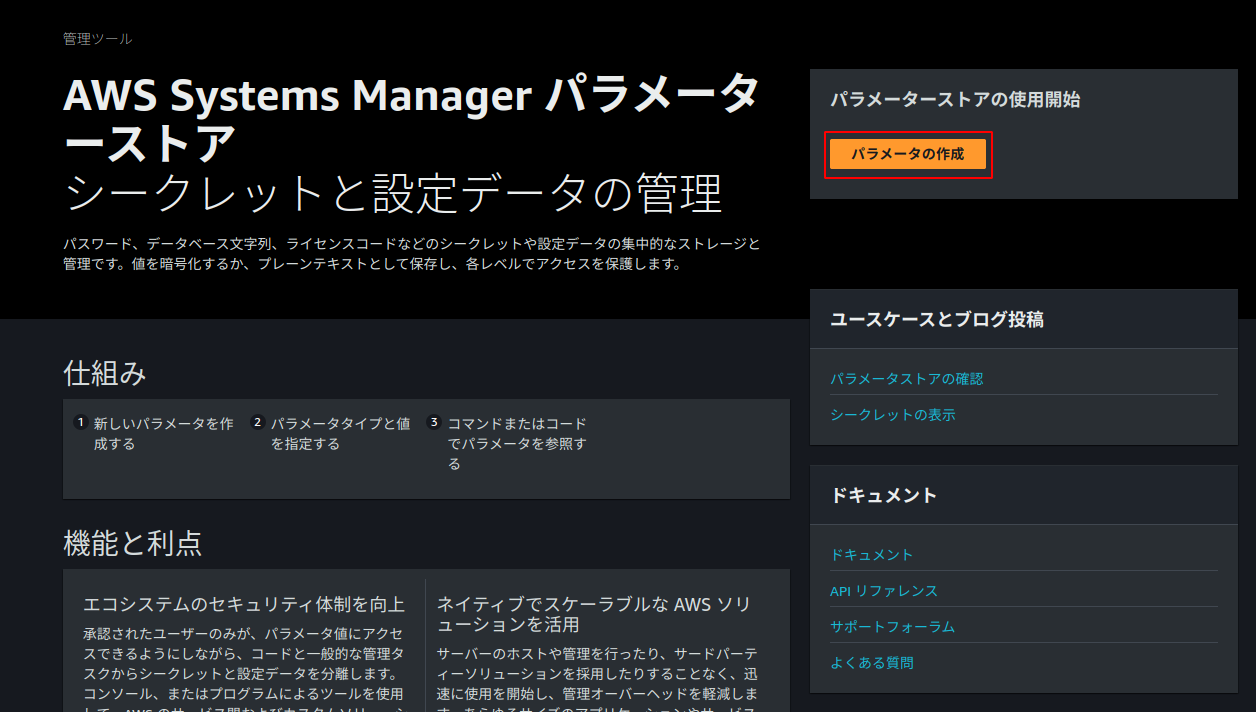 管理ツール
AWS Systems Manager パラメータ
ーストア
シークレットと設定データの管理
パスワード、データベース文字列、ライセンスコードなどのシークレットや設定データの集中的なストレージと
管理です。値を暗号化するか、プレーンテキストとして保存し、各レベルでアクセスを保護します。
パラメーターストアの使用開始
パラメータの作成
ユースケースとブログ投稿
パラメータストアの確認
シークレットの表示
ドキュメント
ドキュメント
API リファレンス
サポートフォーラム
よくある質問
仕組み
1 新しいパラメータを作
成する
2 パラメータタイプと値
を指定する
3 コマンドまたはコード
でパラメータを参照す
る
機能と利点
エコシステムのセキュリティ体制を向上
承認されたユーザーのみが、パラメータ値にアクセ
スできるようにしながら、コードと一般的な管理タ
スクからシークレットと設定データを分離します。
コンソール、またはプログラムによるツールを使用
ネイティブでスケーラブルな AWS ソリ
ューションを活用
サーバーのホストや管理を行ったり、サードパーテ
ィーソリューションを採用したりすることなく、迅
速に使用を開始し、管理オーバーヘッドを軽減しま